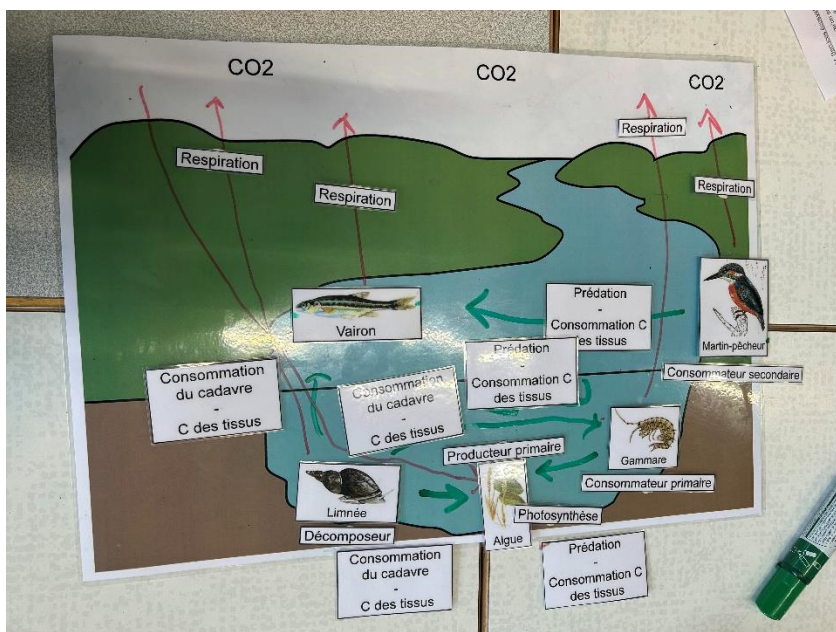 CO2
CO2
CO2
Respiration
Respiration
Respiration
Respiration
Vairon
Prédation
-
Consommation C
des tissus
Martin-pêcheur
Consommateur secondaire
Prédation
-
Consommation C
des tissus
Consommation
du cadavre
-
C des tissus
Consommation
du cadavre
-
C des tissus
Producteur primaire
Gammare
Consommateur primaire
Limnée
Décomposeur
Photosynthèse
Algue
Consommation
du cadavre
-
C des tissus
Prédation
-
Consommation C
des tissus